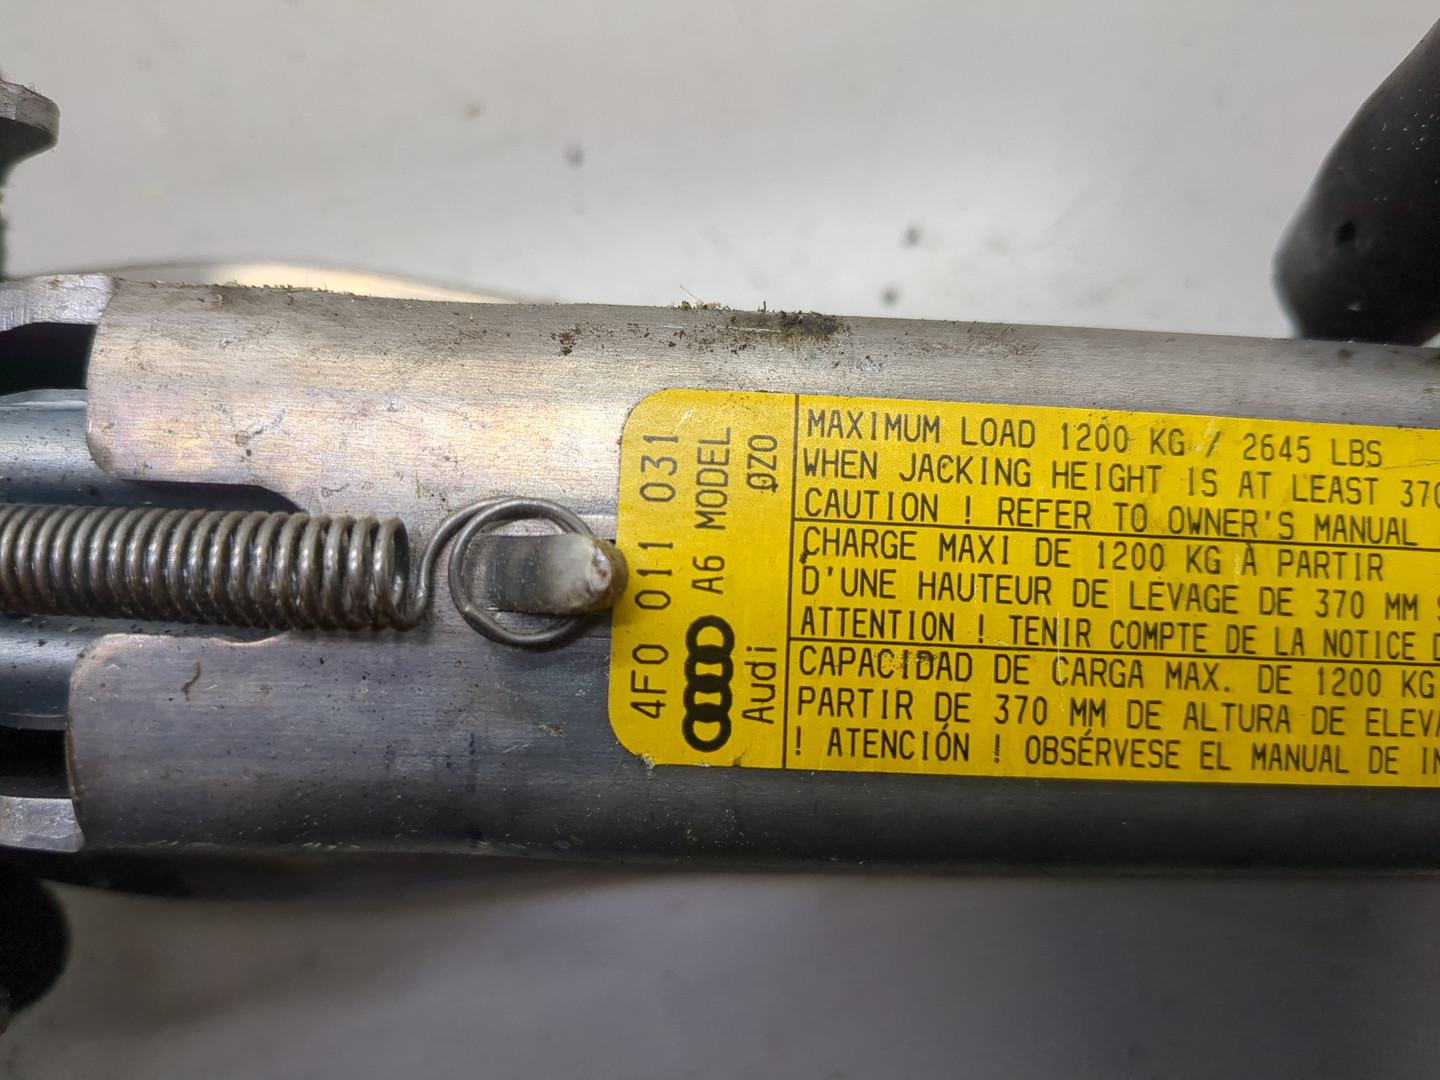 4F0 011 031
A6 MODEL
Audi
0Z0
MAXIMUM LOAD 1200 KG / 2645 LBS
WHEN JACKING HEIGHT IS AT LEAST 370
CAUTION ! REFER TO OWNER'S MANUAL
CHARGE MAXI DE 1200 KG À PARTIR
D'UNE HAUTEUR DE LEVAGE DE 370 MM
ATTENTION ! TENIR COMPTE DE LA NOTICE
CAPACIDAD DE CARGA MAX. DE 1200 KG
PARTIR DE 370 MM DE ALTURA DE
! ATENCIÓN ! OBSÉRVESE EL MANUAL DE